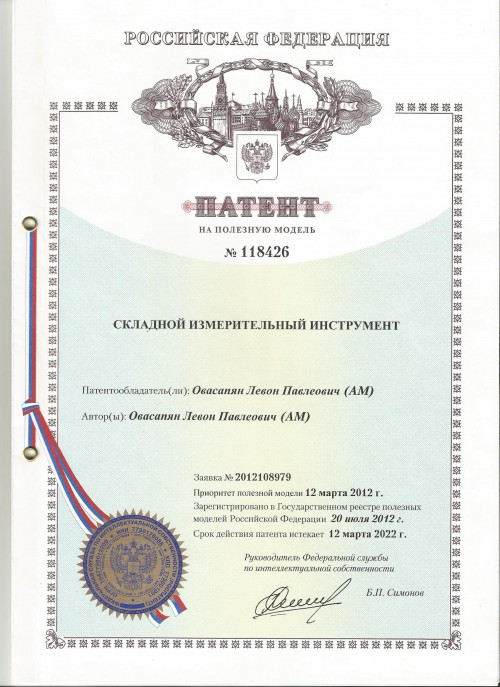 РОССИЙСКАЯ ФЕДЕРАЦИЯ
ПАТЕНТ
НА ПОЛЕЗНУЮ МОДЕЛЬ
№ 118426
СКЛАДНОЙ ИЗМЕРИТЕЛЬНЫЙ ИНСТРУМЕНТ
Патентообладатель(ли): Овасапян Левон Павлеович (AM)
Автор(ы): Овасапян Левон Павлеович (AM)
Заявка № 2012108979
Приоритет полезной модели 12 марта 2012 г.
Зарегистрировано в Государственном реестре полезных
моделей Российской Федерации 20 июля 2012 г.
Срок действия патента истекает 12 марта 2022 г.
Руководитель Федеральной службы
по интеллектуальной собственности
Б.П. Симонов